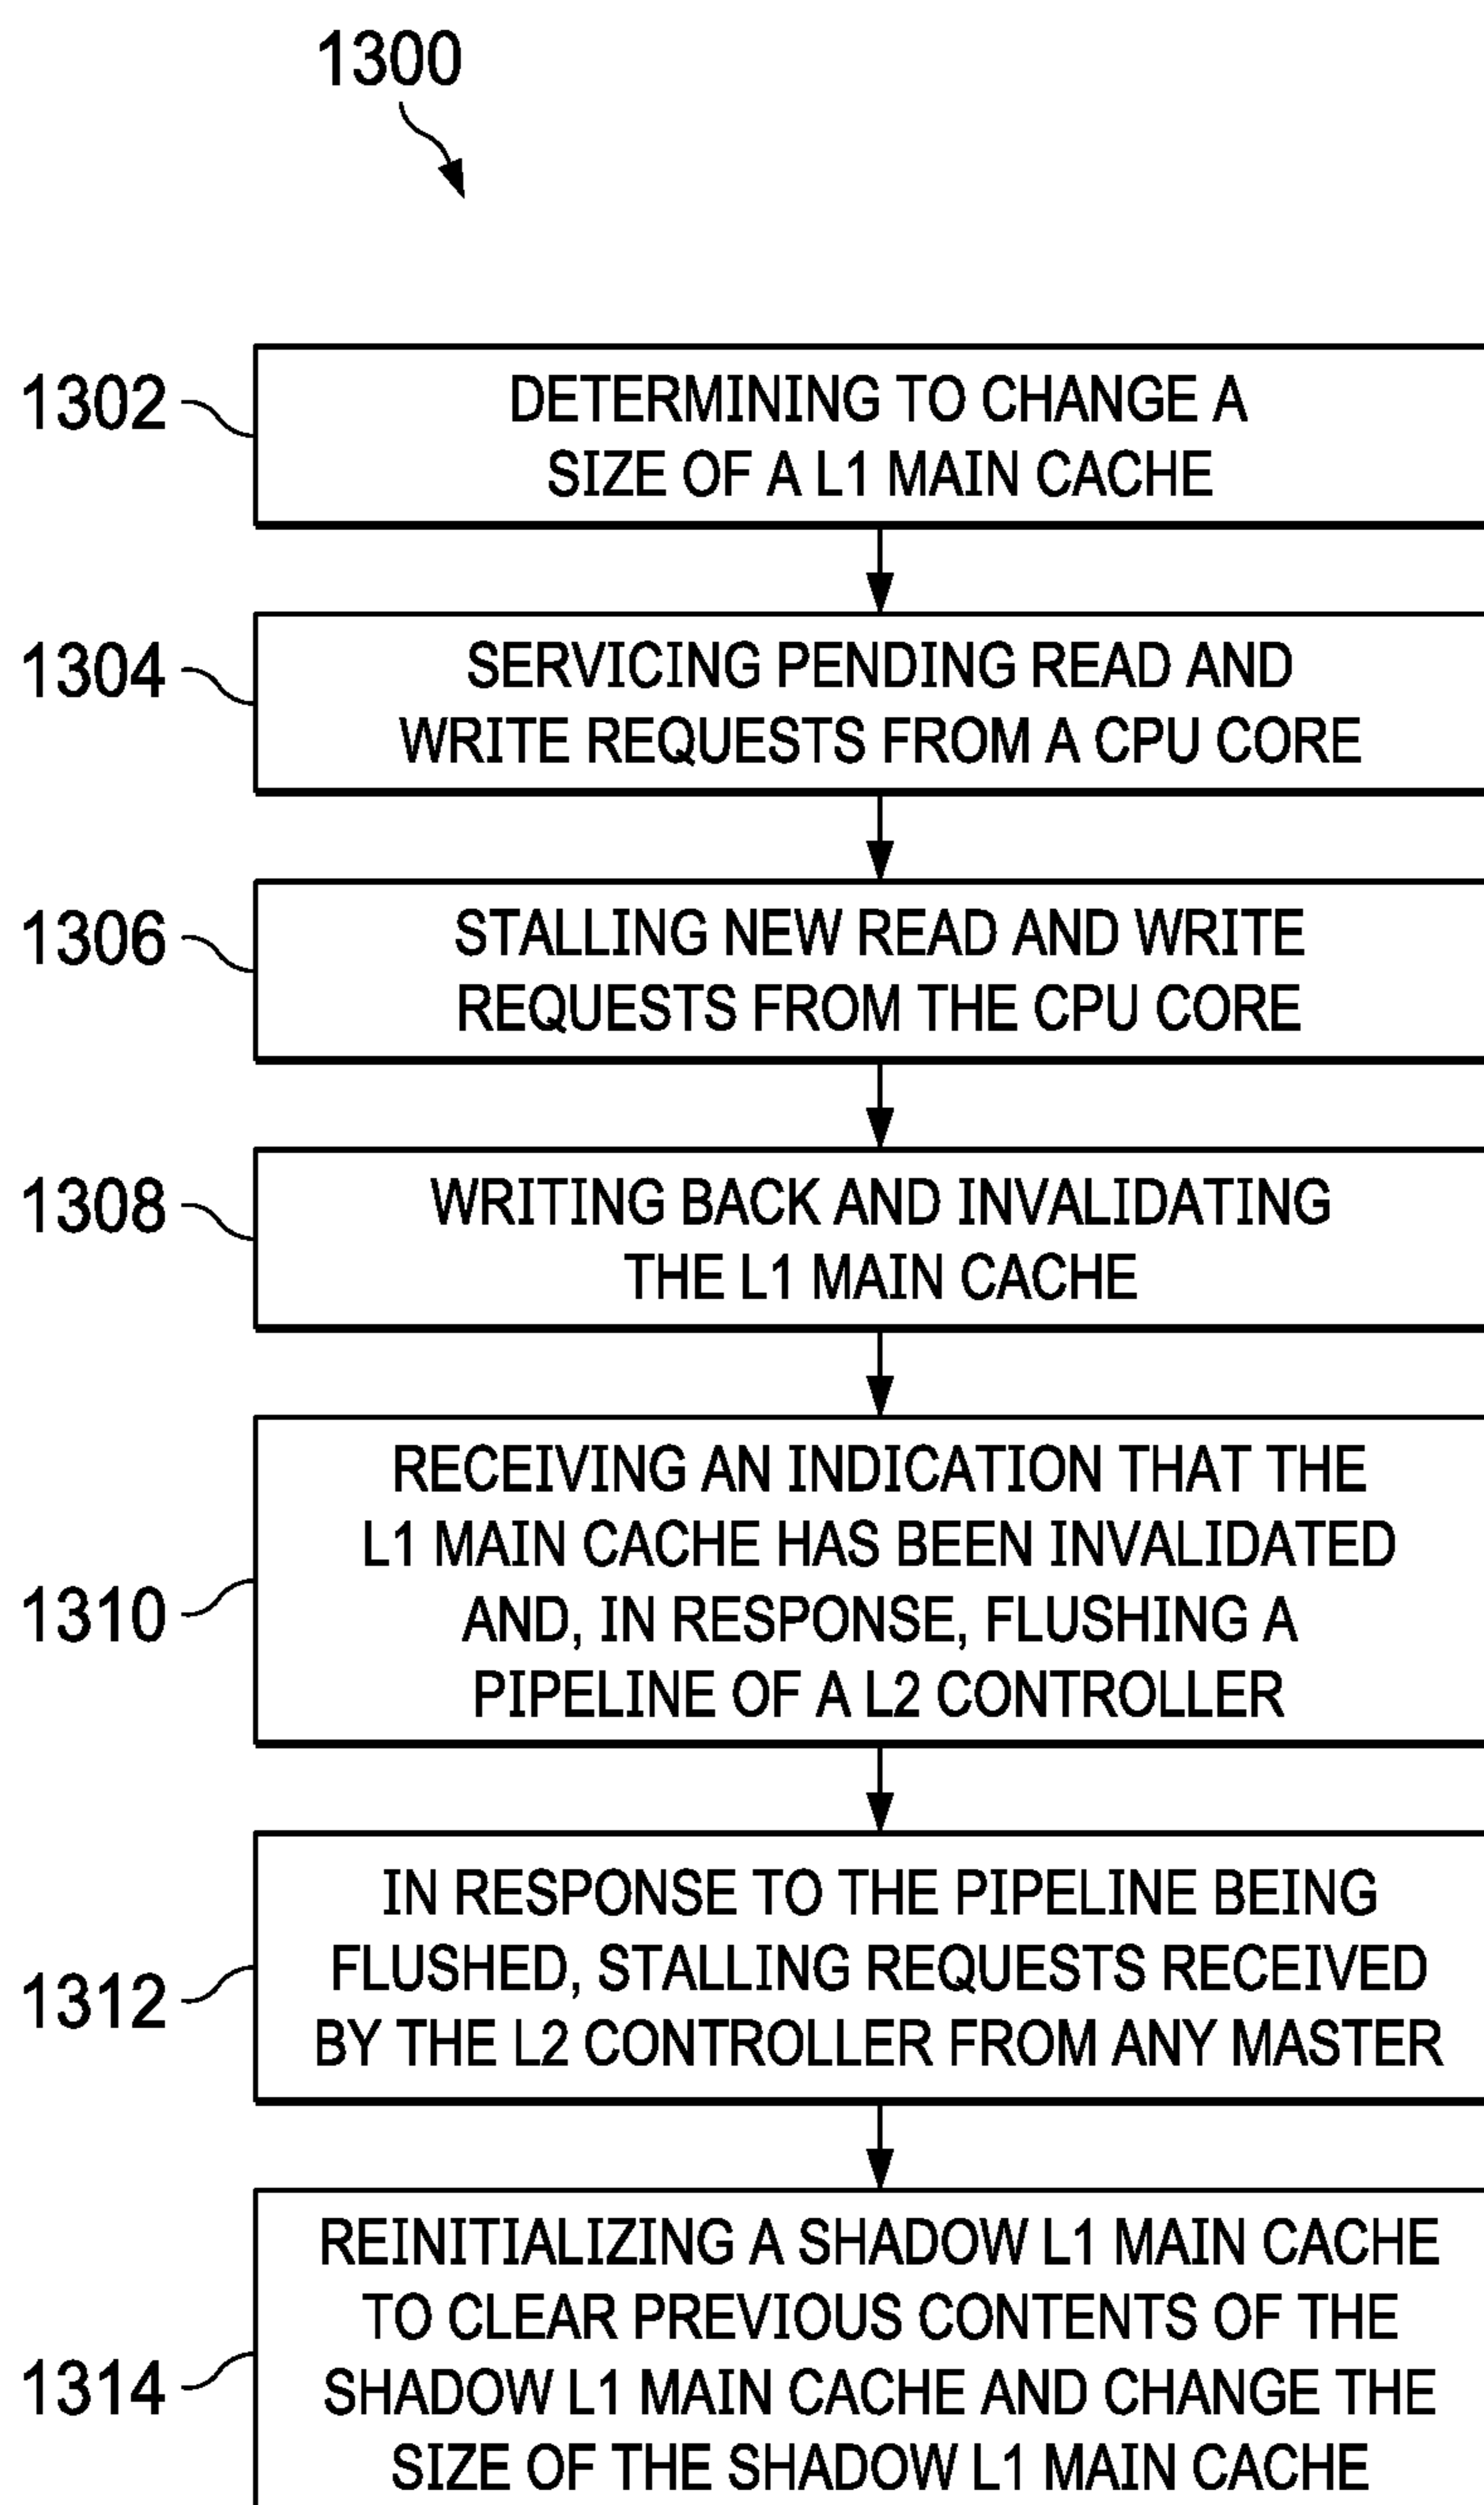 1300
1302
DETERMINING TO CHANGE A
SIZE OF A L1 MAIN CACHE
1304
SERVICING PENDING READ AND
WRITE REQUESTS FROM A CPU CORE
1306
STALLING NEW READ AND WRITE
REQUESTS FROM THE CPU CORE
1308
WRITING BACK AND INVALIDATING
THE L1 MAIN CACHE
1310
RECEIVING AN INDICATION THAT THE
L1 MAIN CACHE HAS BEEN INVALIDATED
AND, IN RESPONSE, FLUSHING A
PIPELINE OF A L2 CONTROLLER
1312
IN RESPONSE TO THE PIPELINE BEING
FLUSHED, STALLING REQUESTS RECEIVED
BY THE L2 CONTROLLER FROM ANY MASTER
1314
REINITIALIZING A SHADOW L1 MAIN CACHE
TO CLEAR PREVIOUS CONTENTS OF THE
SHADOW L1 MAIN CACHE AND CHANGE THE
SIZE OF THE SHADOW L1 MAIN CACHE